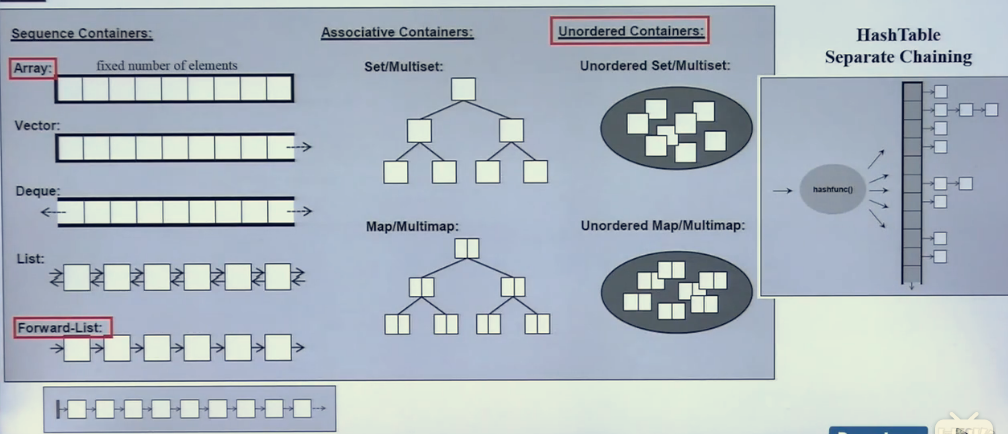 Sequence Containers:
Associative Containers:
Unordered Containers:
HashTable
Separate Chaining
Array:
fixed number of elements
Set/Multiset:
Unordered Set/Multiset:
Vector:
hashfunc()
Deque:
Map/Multimap:
Unordered Map/Multimap:
List:
Forward-List: